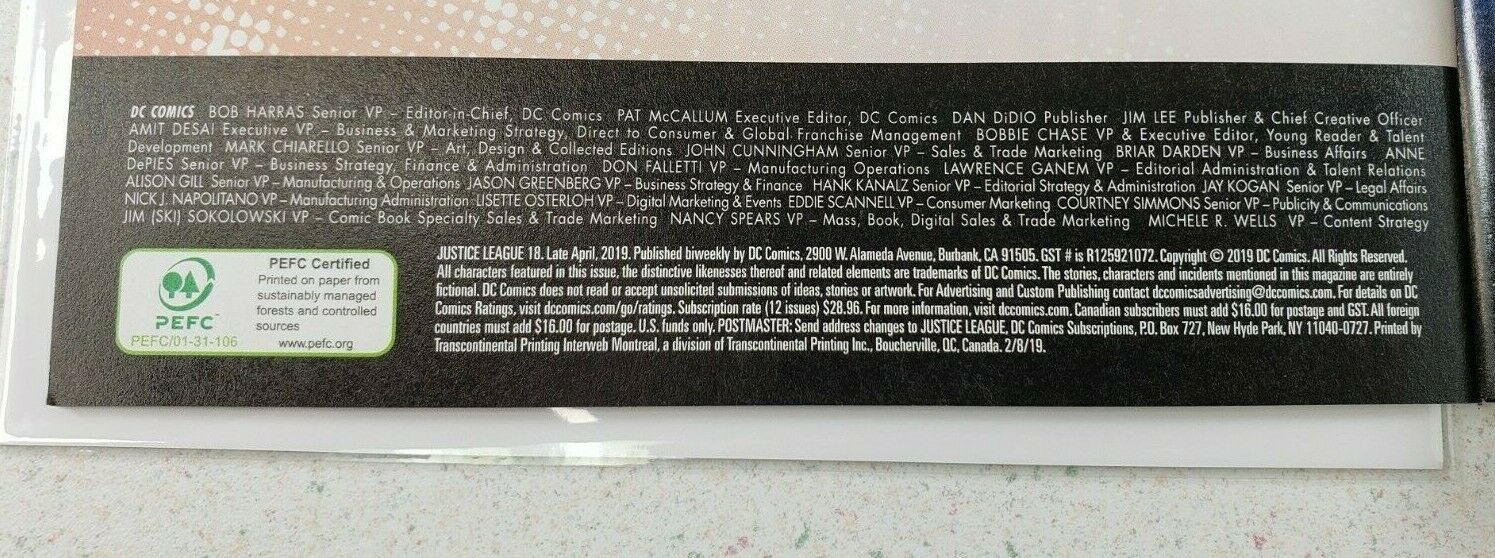 DC COMICS BOB HARRAS Senior VP – Editor-in-Chief, DC Comics PAT McCALLUM Executive Editor, DC Comics DAN DiDIO Publisher JIM LEE Publisher & Chief Creative Officer
AMIT DESAI Executive VP – Business & Marketing Strategy, Direct to Consumer & Global Franchise Management BOBBIE CHASE VP & Executive Editor, Young Reader & Talent
Development MARK CHIARELLO Senior VP – Art, Design & Collected Editions JOHN CUNNINGHAM Senior VP – Sales & Trade Marketing BRIAR DARDEN VP – Business Affairs ANNE
DePIES Senior VP – Business Strategy, Finance & Administration DON FALLETTI VP – Manufacturing Operations LAWRENCE GANEM VP – Editorial Administration & Talent Relations
ALISON GILL Senior VP – Manufacturing & Operations JASON GREENBERG VP – Business Strategy & Finance HANK KANALZ Senior VP – Editorial Strategy & Administration JAY KOGAN Senior VP – Legal Affairs
NICK J. NAPOLITANO VP – Manufacturing Administration LISETTE OSTERLOH VP – Digital Marketing & Events EDDIE SCANNELL VP – Consumer Marketing COURTNEY SIMMONS Senior VP – Publicity & Communications
JIM (SKI) SOKOLOWSKI VP – Comic Book Specialty Sales & Trade Marketing NANCY SPEARS VP – Mass, Book, Digital Sales & Trade Marketing MICHELE R. WELLS VP – Content Strategy
PEFC™
PEFC/01-31-106
PEFC Certified
Printed on paper from
sustainably managed
forests and controlled
sources
www.pefc.org
JUSTICE LEAGUE 18. Late April, 2019. Published biweekly by DC Comics, 2900 W. Alameda Avenue, Burbank, CA 91505. GST # is R125921072. Copyright © 2019 DC Comics. All Rights Reserved.
All characters featured in this issue, the distinctive likenesses thereof and related elements are trademarks of DC Comics. The stories, characters and incidents mentioned in this magazine are entirely
fictional. DC Comics does not read or accept unsolicited submissions of ideas, stories or artwork. For Advertising and Custom Publishing contact dccomicsadvertising@dccomics.com. For details on DC
Comics Ratings, visit dccomics.com/go/ratings. Subscription rate (12 issues) $28.96. For more information, visit dccomics.com. Canadian subscribers must add $16.00 for postage and GST. All foreign
countries must add $16.00 for postage. U.S. funds only. POSTMASTER: Send address changes to JUSTICE LEAGUE, DC Comics Subscriptions, P.O. Box 727, New Hyde Park, NY 11040-0727. Printed by
Transcontinental Printing Interweb Montreal, a division of Transcontinental Printing Inc., Boucherville, QC, Canada. 2/8/19.